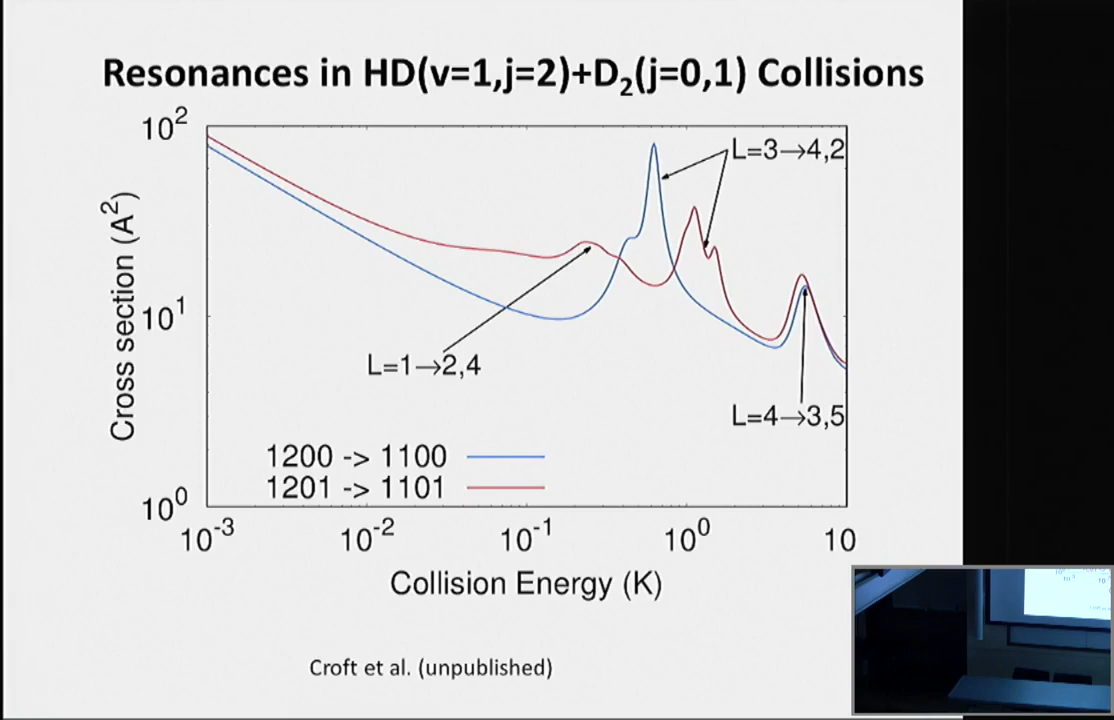 Resonances in HD(v=1,j=2)+D₂(j=0,1) Collisions
10²
10¹
10⁰
Cross section (A²)
L=3→4,2
L=1→2,4
L=4→3,5
1200 -> 1100
1201 -> 1101
10⁻³ 10⁻² 10⁻¹ 10⁰ 10
Collision Energy (K)
Croft et al. (unpublished)